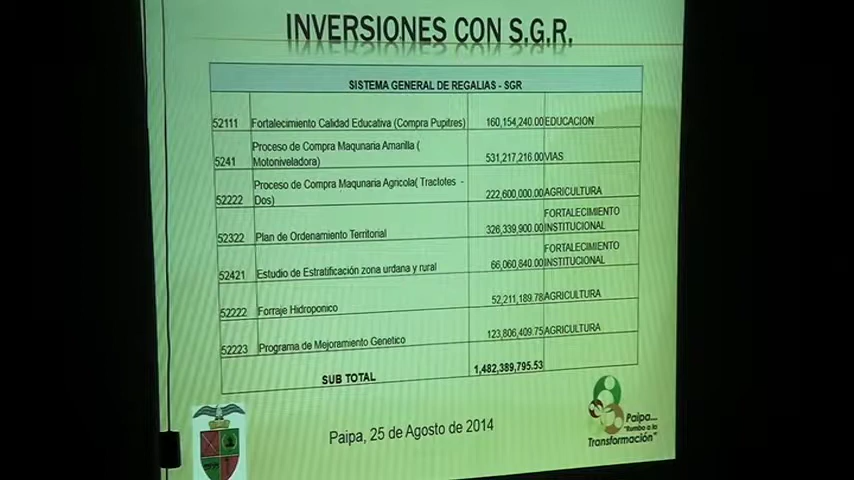 INVERSIONES CON S.G.R.
SISTEMA GENERAL DE REGALIAS - SGR
52111 Fortalecimiento Calidad Educativa (Compra Pupitres) 160,154,240.00 EDUCACION
5241 Proceso de Compra Maqunaria Amarilla (
Motoniveladora) 531,217,216.00 VIAS
52222 Proceso de Compra Maqunaria Agricola( Tractotes -
Dos) 222,600,000.00 AGRICULTURA
52322 Plan de Ordenamiento Territorial 326,339,900.00 FORTALECIMIENTO
INSTITUCIONAL
52421 Estudio de Estratificación zona urdana y rural 66,060,840.00 FORTALECIMIENTO
INSTITUCIONAL
52222 Forraje Hidroponico 52,211,189.78 AGRICULTURA
52223 Programa de Mejoramiento Genetico 123,806,409.75 AGRICULTURA
SUB TOTAL 1,482,389,795.53
Paipa, 25 de Agosto de 2014
Paipa...
"Rumbo a la
Transformación"